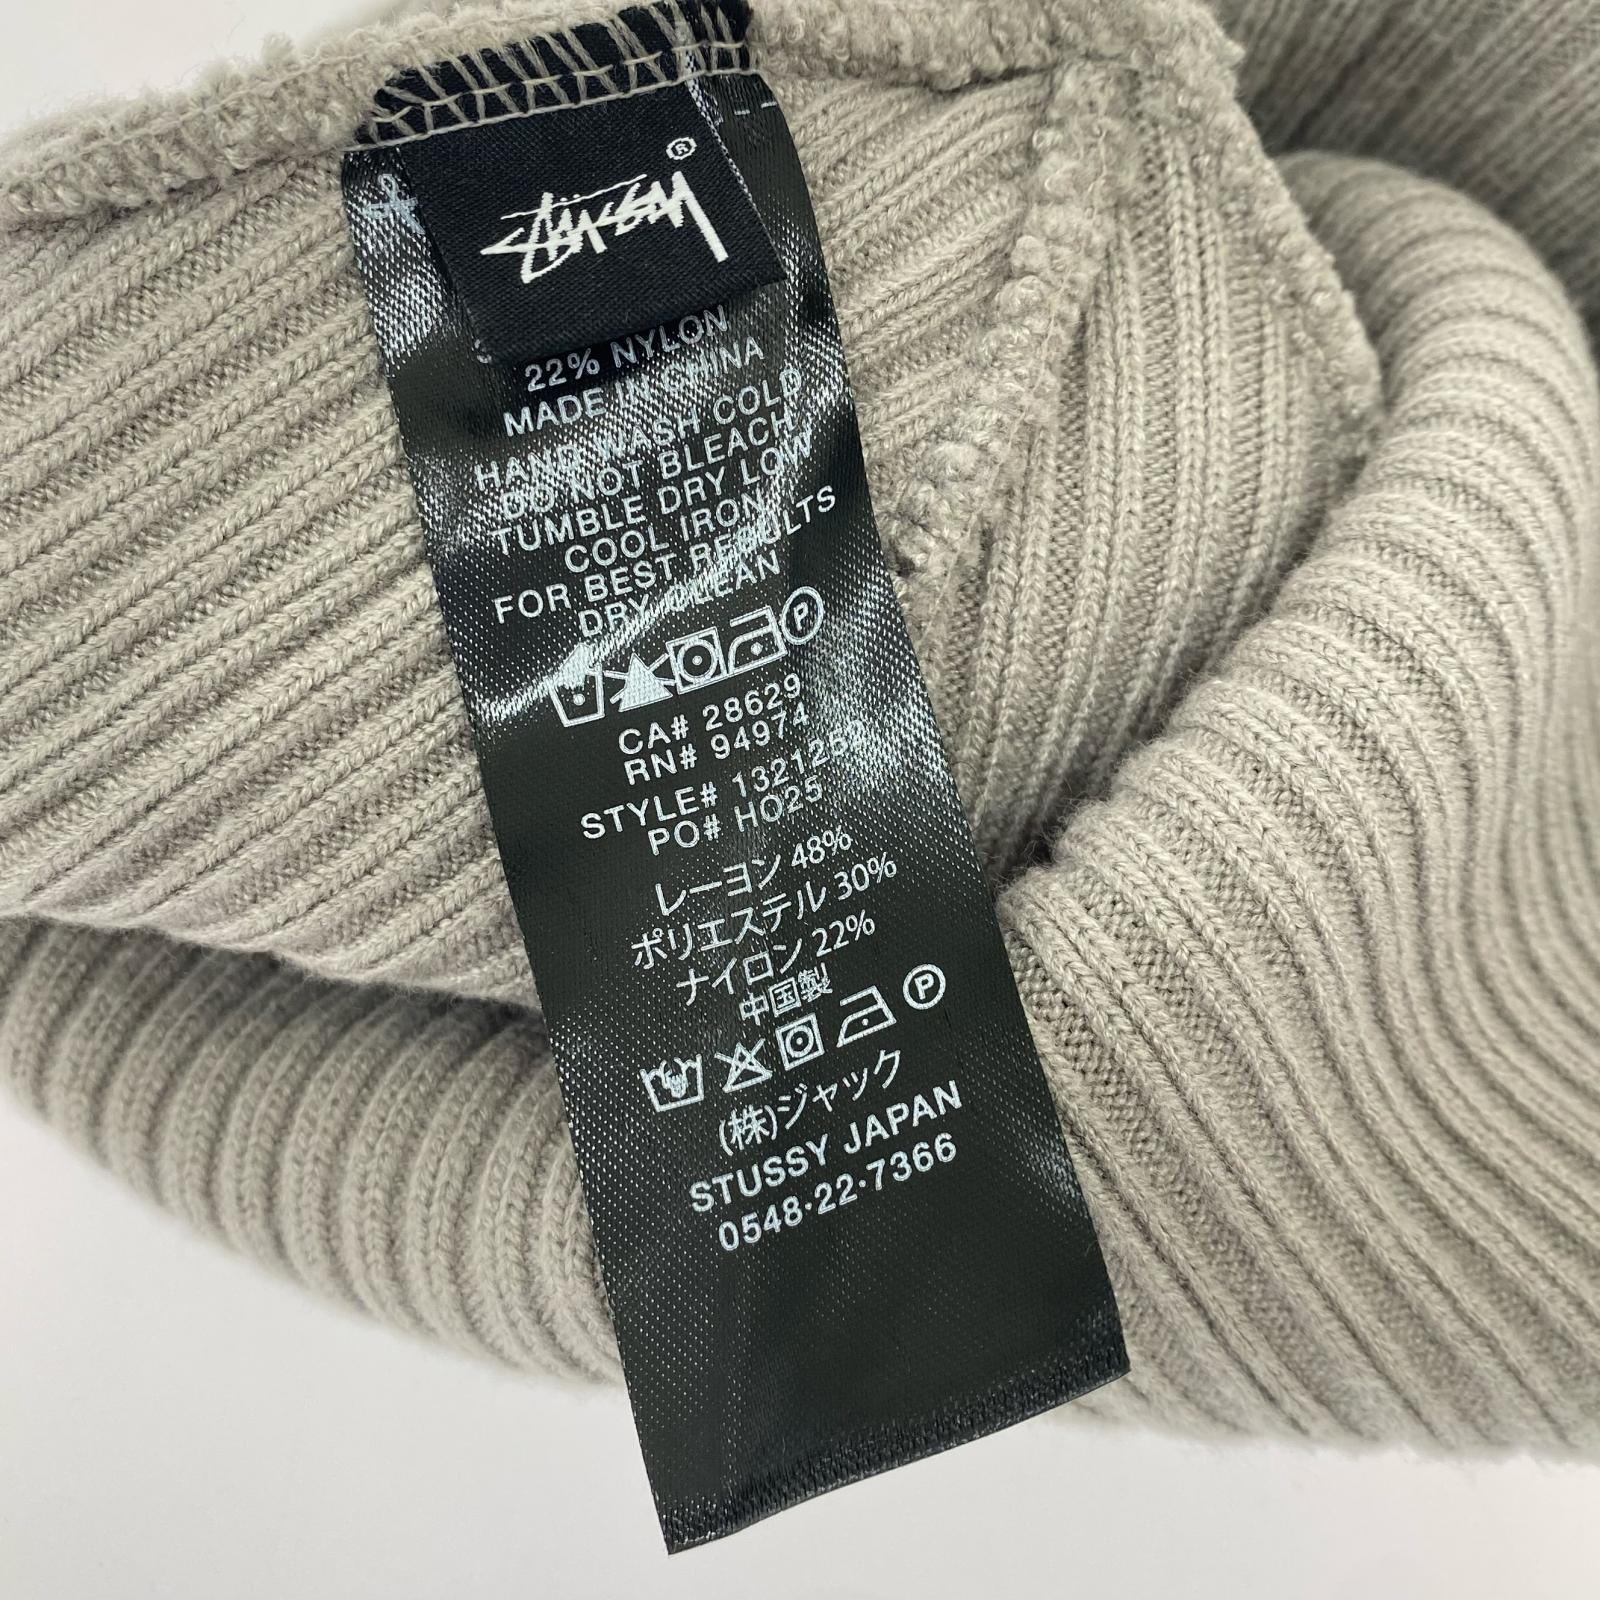 STÜSSY ®
22% NYLON
MADE IN CHINA
HAND WASH COLD
DO NOT BLEACH
TUMBLE DRY LOW
COOL IRON
FOR BEST RESULTS
DRY CLEAN
P
CA# 28629
RN# 94974
STYLE#
PO# HO25
レーヨン 48%
ポリエステル 30%
ナイロン 22%
中国製
P
(株)ジャック
STUSSY JAPAN
0548·22·7366